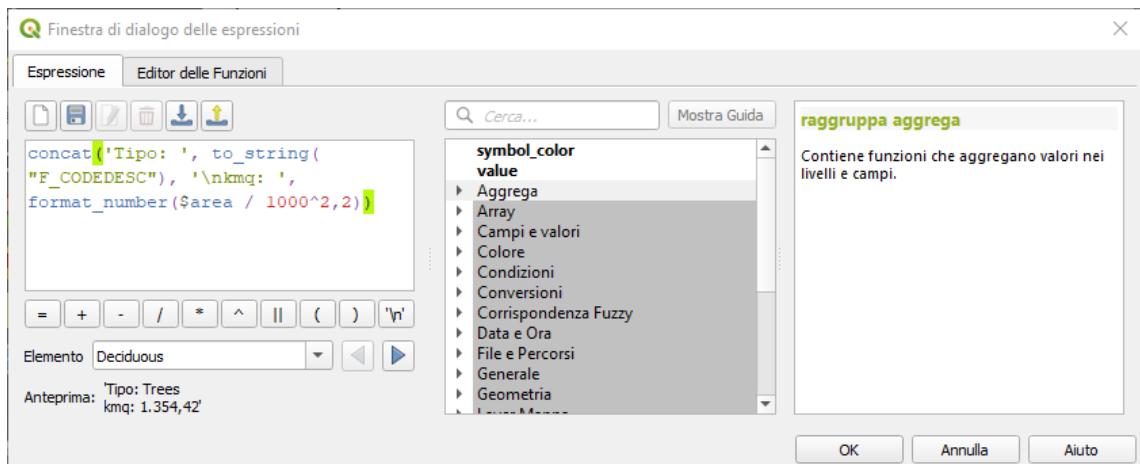 Finestra di dialogo delle espressioni
Espressione
Editor delle Funzioni
concat('Tipo: ', to_string(
"F_CODEDESC"), '\nkmq: ',
format_number($area / 1000^2,2))
= + - / * ^ || ( ) '\n'
Elemento Deciduous
Anteprima: 'Tipo: Trees
kmq: 1.354,42'
Cerca... Mostra Guida
symbol_color
value
Aggrega
Array
Campi e valori
Colore
Condizioni
Conversioni
Corrispondenza Fuzzy
Data e Ora
File e Percorsi
Generale
Geometria
raggruppa aggrega
Contiene funzioni che aggregano valori nei
livelli e campi.
OK Annulla Aiuto